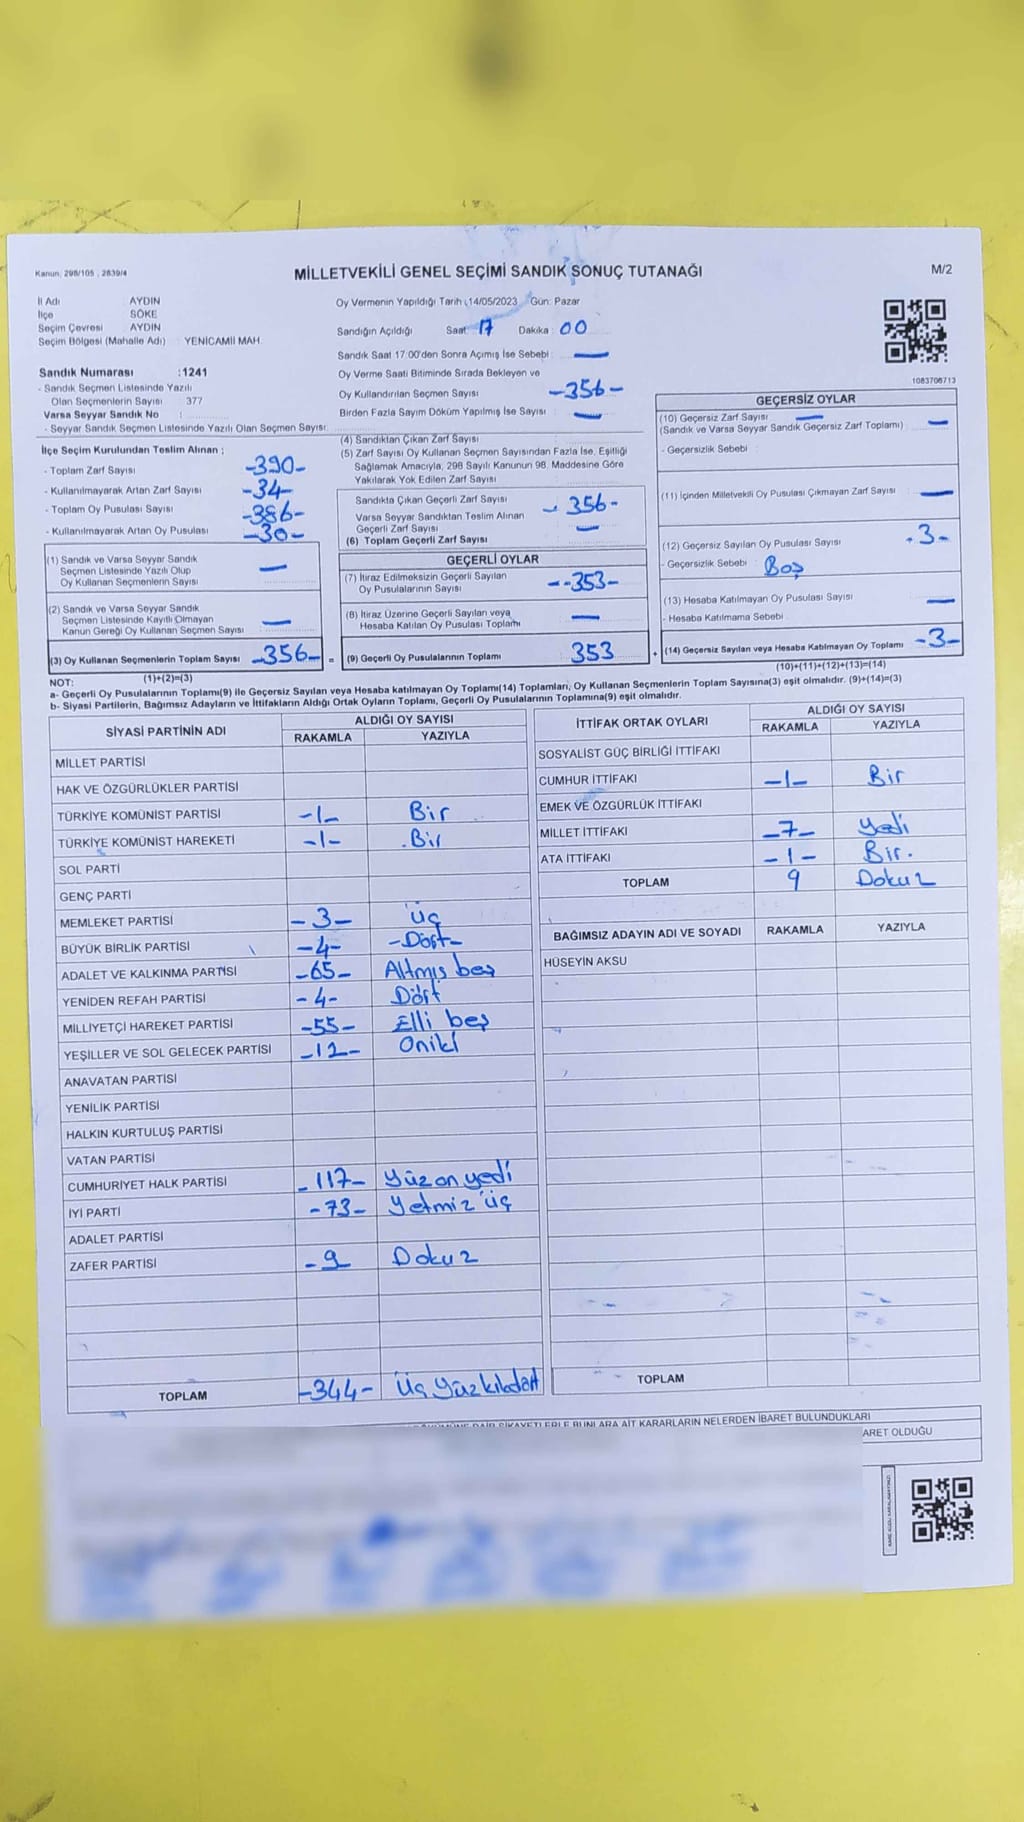 Kanun; 298/105 ; 2839/4
MİLLETVEKİLİ GENEL SEÇİMİ SANDIK SONUÇ TUTANAĞI
M/2
İl Adı AYDIN
İlçe SÖKE
Seçim Çevresi AYDIN
Seçim Bölgesi (Mahalle Adı) : YENİCAMİİ MAH.
Sandık Numarası :1241
- Sandık Seçmen Listesinde Yazılı
Olan Seçmenlerin Sayısı 377
Varsa Seyyar Sandık No :
- Seyyar Sandık Seçmen Listesinde Yazılı Olan Seçmen Sayısı:
Oy Vermenin Yapıldığı Tarih : 14/05/2023 Gün: Pazar
Sandığın Açıldığı Saat: 17 Dakika : 00
Sandık Saat 17:00'den Sonra Açımış İse Sebebi : —
Oy Verme Saati Bitiminde Sırada Bekleyen ve
Oy Kullandırılan Seçmen Sayısı -356-
Birden Fazla Sayım Döküm Yapılmış İse Sayısı —
1083706713
İlçe Seçim Kurulundan Teslim Alınan ;
- Toplam Zarf Sayısı -390-
- Kullanılmayarak Artan Zarf Sayısı -34-
- Toplam Oy Pusulası Sayısı -386-
- Kullanılmayarak Artan Oy Pusulası -30-
(1) Sandık ve Varsa Seyyar Sandık
Seçmen Listesinde Yazılı Olup
Oy Kullanan Seçmenlerin Sayısı —
(2) Sandık ve Varsa Seyyar Sandık
Seçmen Listesinde Kayıtlı Olmayan
Kanun Gereği Oy Kullanan Seçmen Sayısı —
(3) Oy Kullanan Seçmenlerin Toplam Sayısı -356- =
(1)+(2)=(3)
(4) Sandıktan Çıkan Zarf Sayısı
(5) Zarf Sayısı Oy Kullanan Seçmen Sayısından Fazla İse, Eşitliği
Sağlamak Amacıyla, 298 Sayılı Kanunun 98. Maddesine Göre
Yakılarak Yok Edilen Zarf Sayısı
Sandıkta Çıkan Geçerli Zarf Sayısı - 356-
Varsa Seyyar Sandıktan Teslim Alınan
Geçerli Zarf Sayısı —
(6) Toplam Geçerli Zarf Sayısı
GEÇERLİ OYLAR
(7) İtiraz Edilmeksizin Geçerli Sayılan
Oy Pusulalarının Sayısı --353-
(8) İtiraz Üzerine Geçerli Sayılan veya
Hesaba Katılan Oy Pusulası Toplamı —
(9) Geçerli Oy Pusulalarının Toplamı 353 +
GEÇERSİZ OYLAR
(10) Geçersiz Zarf Sayısı —
(Sandık ve Varsa Seyyar Sandık Geçersiz Zarf Toplamı) —
- Geçersizlik Sebebi :
(11) İçinden Milletvekili Oy Pusulası Çıkmayan Zarf Sayısı —
(12) Geçersiz Sayılan Oy Pusulası Sayısı -3-
- Geçersizlik Sebebi : Boş
(13) Hesaba Katılmayan Oy Pusulası Sayısı —
- Hesaba Katılmama Sebebi :
(14) Geçersiz Sayılan veya Hesaba Katılmayan Oy Toplamı -3-
(10)+(11)+(12)+(13)=(14)
NOT:
a- Geçerli Oy Pusulalarının Toplamı(9) ile Geçersiz Sayılan veya Hesaba katılmayan Oy Toplamı(14) Toplamları, Oy Kullanan Seçmenlerin Toplam Sayısına(3) eşit olmalıdır. (9)+(14)=(3)
b- Siyasi Partilerin, Bağımsız Adayların ve İttifakların Aldığı Ortak Oyların Toplamı, Geçerli Oy Pusulalarının Toplamına(9) eşit olmalıdır.
SİYASİ PARTİNİN ADI ALDIĞI OY SAYISI
RAKAMLA YAZIYLA
MİLLET PARTİSİ
HAK VE ÖZGÜRLÜKLER PARTİSİ
TÜRKİYE KOMÜNİST PARTİSİ -1- Bir
TÜRKİYE KOMÜNİST HAREKETİ -1- Bir
SOL PARTİ
GENÇ PARTİ
MEMLEKET PARTİSİ -3- Üç
BÜYÜK BİRLİK PARTİSİ -4- -Dört-
ADALET VE KALKINMA PARTİSİ -65- Altmış beş
YENİDEN REFAH PARTİSİ -4- Dört
MİLLİYETÇİ HAREKET PARTİSİ -55- Elli beş
YEŞİLLER VE SOL GELECEK PARTİSİ -12- Oniki
ANAVATAN PARTİSİ
YENİLİK PARTİSİ
HALKIN KURTULUŞ PARTİSİ
VATAN PARTİSİ
CUMHURİYET HALK PARTİSİ -117- Yüz on yedi
İYİ PARTİ -73- Yetmiz üç
ADALET PARTİSİ
ZAFER PARTİSİ -9 Dokuz
TOPLAM -344- Üç Yüz
İTTİFAK ORTAK OYLARI ALDIĞI OY SAYISI
RAKAMLA YAZIYLA
SOSYALİST GÜÇ BİRLİĞİ İTTİFAKI
CUMHUR İTTİFAKI -1- Bir
EMEK VE ÖZGÜRLÜK İTTİFAKI
MİLLET İTTİFAKI -7- Yedi
ATA İTTİFAKI -1- Bir.
TOPLAM 9 Dokuz
BAĞIMSIZ ADAYIN ADI VE SOYADI RAKAMLA YAZIYLA
HÜSEYİN AKSU
TOPLAM
DAİR ŞİKAYETLERLE BUNLARA AİT KARARLARIN NELERDEN İBARET BULUNDUKLARI
ARET OLDUĞU